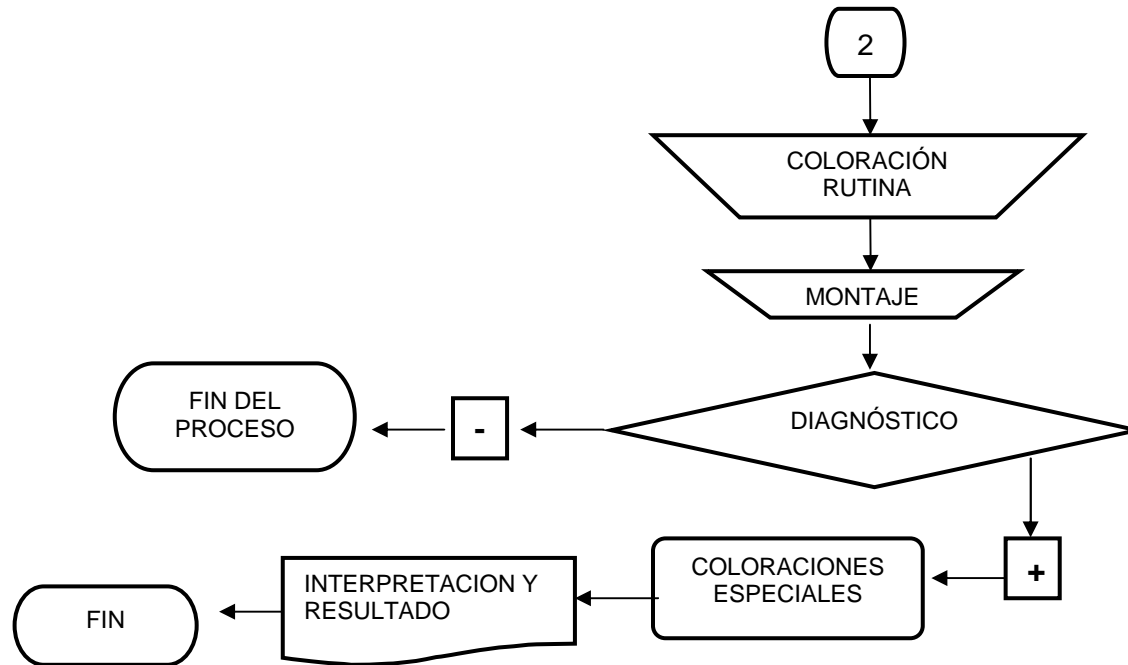 2
COLORACIÓN
RUTINA
MONTAJE
DIAGNÓSTICO
-
FIN DEL
PROCESO
+
COLORACIONES
ESPECIALES
INTERPRETACION Y
RESULTADO
FIN